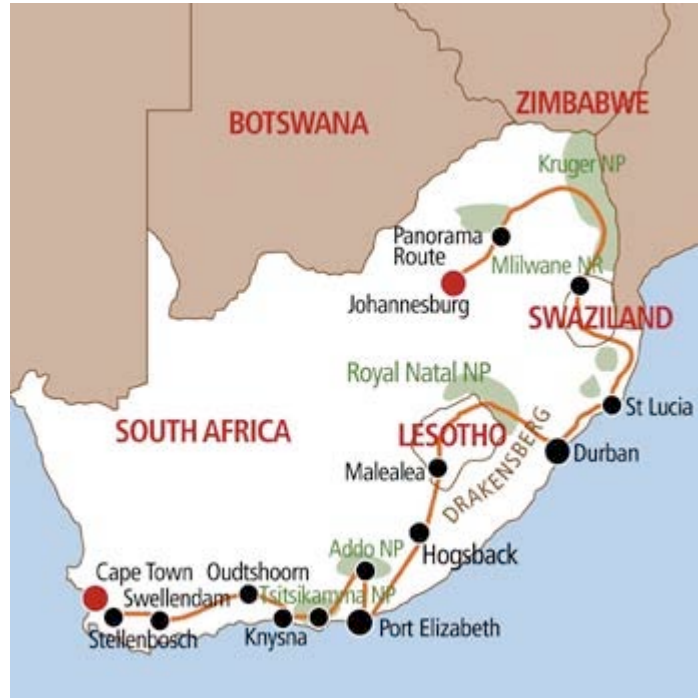 ZIMBABWE
BOTSWANA
Kruger NP
Panorama
Route
Mlilwane NR
Johannesburg
SWAZILAND
Royal Natal NP
St Lucia
SOUTH AFRICA
LESOTHO
DRAKENSBERG
Durban
Malealea
Hogsback
Addo NP
Cape Town
Oudtshoorn
Swellendam
Tsitsikamma NP
Stellenbosch
Knysna
Port Elizabeth